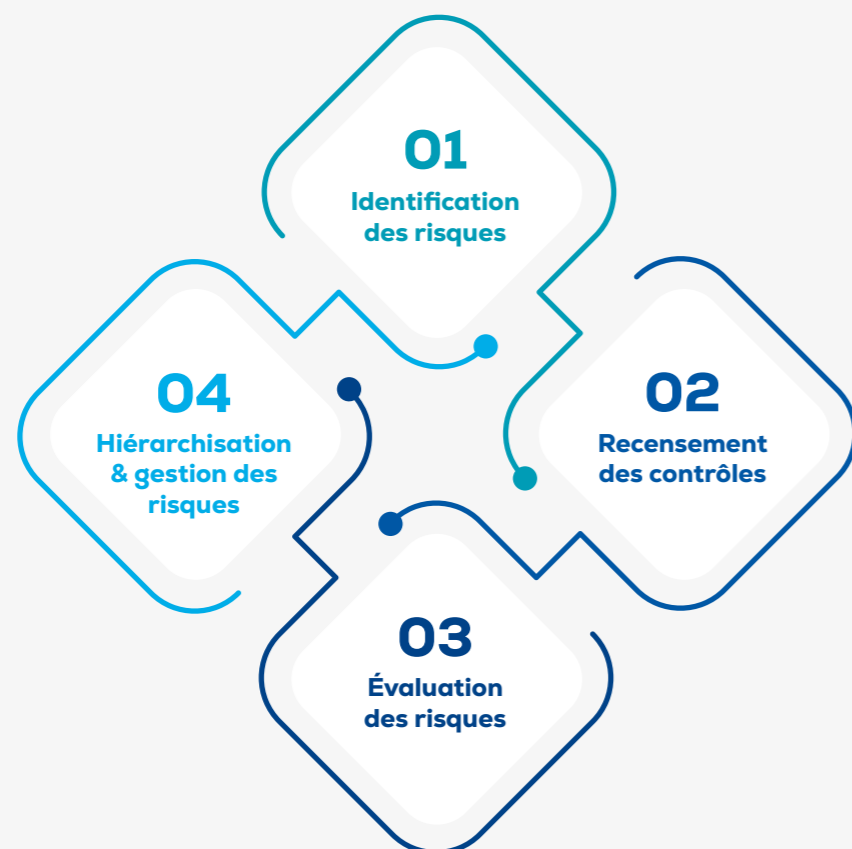 01
Identification
des risques
02
Recensement
des contrôles
03
Évaluation
des risques
04
Hiérarchisation
& gestion des
risques